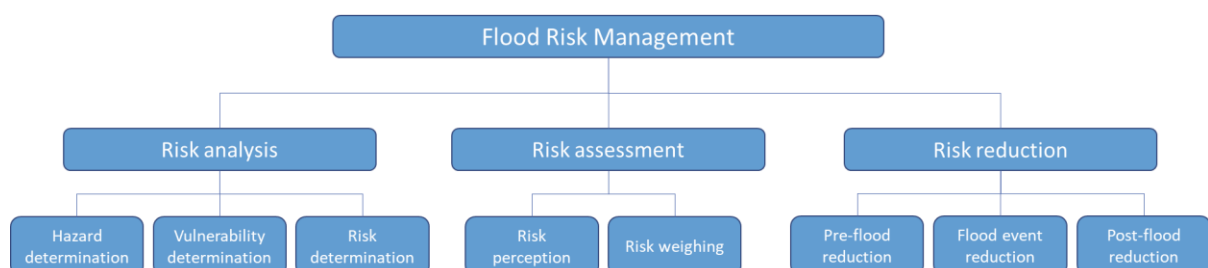 Flood Risk Management
Risk analysis
Risk assessment
Risk reduction
Hazard
determination
Vulnerability
determination
Risk
determination
Risk
perception
Risk weighing
Pre-flood
reduction
Flood event
reduction
Post-flood
reduction